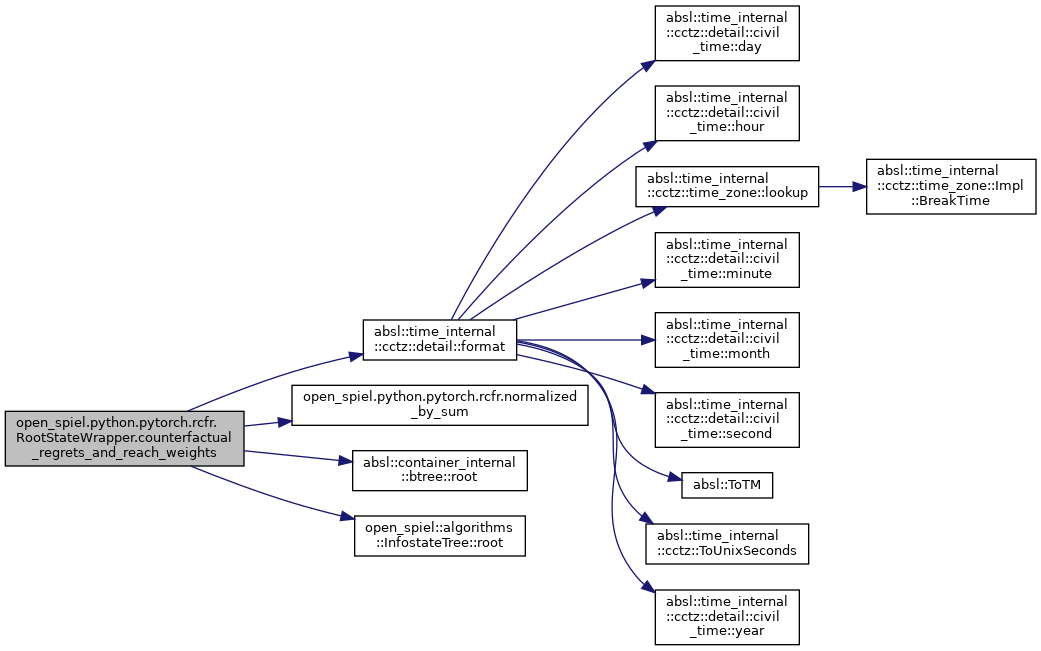 absl::time_internal
::cctz::detail::civil
_time::day
absl::time_internal
::cctz::detail::civil
_time::hour
absl::time_internal
::cctz::time_zone::lookup
absl::time_internal
::cctz::time_zone::Impl
::BreakTime
absl::time_internal
::cctz::detail::civil
_time::minute
absl::time_internal
::cctz::detail::format
absl::time_internal
::cctz::detail::civil
_time::month
open_spiel.python.pytorch.rcfr.
RootStateWrapper.counterfactual
_regrets_and_reach_weights
open_spiel.python.pytorch.rcfr.normalized
_by_sum
absl::time_internal
::cctz::detail::civil
_time::second
absl::container_internal
::btree::root
absl::ToTM
open_spiel::algorithms
::InfostateTree::root
absl::time_internal
::cctz::ToUnixSeconds
absl::time_internal
::cctz::detail::civil
_time::year